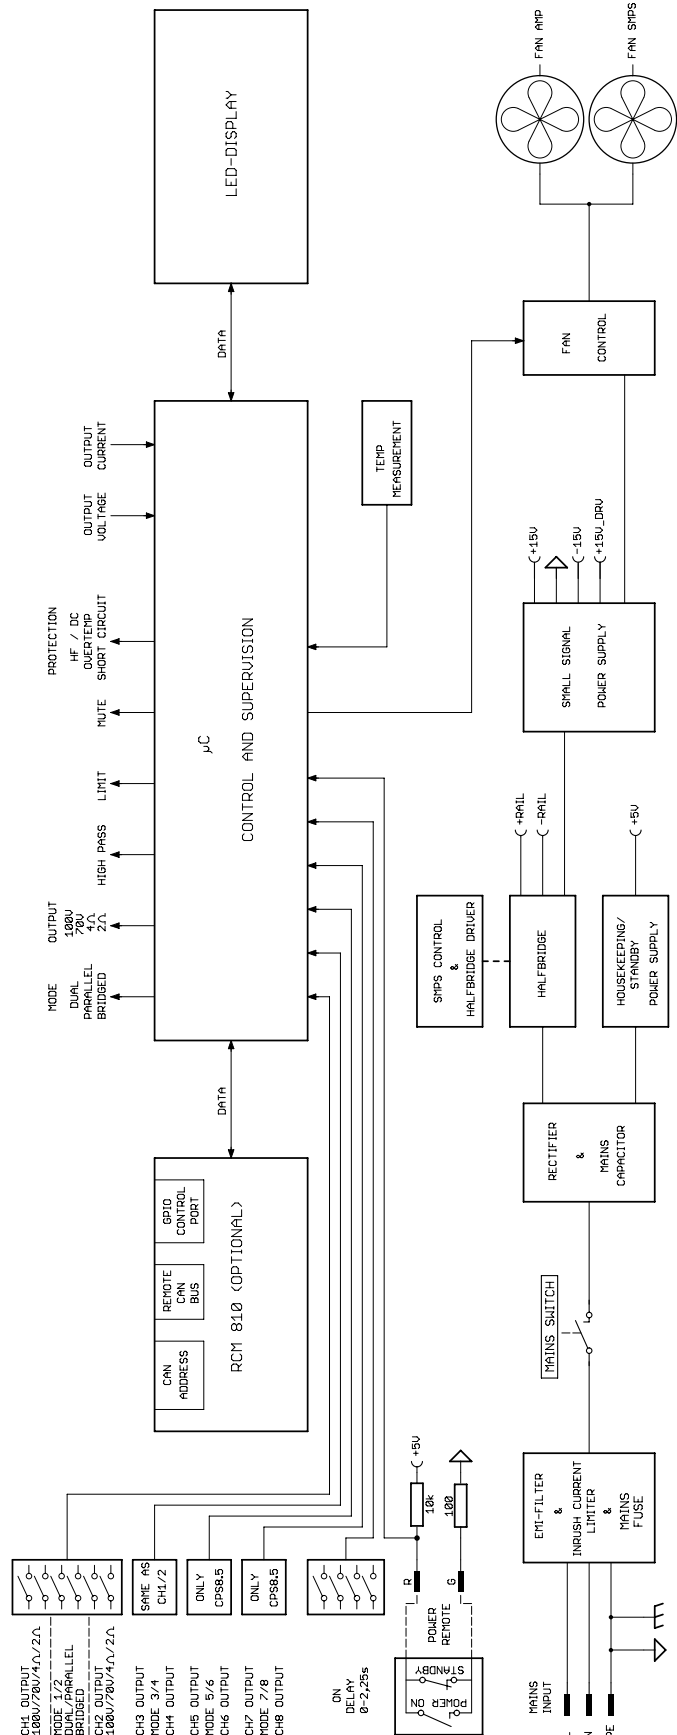 FAN AMP
FAN SMPS
LED-DISPLAY
DATA
FAN
CONTROL
OUTPUT
CURRENT
OUTPUT
VOLTAGE
TEMP
MEASUREMENT
PROTECTION
HF / DC
OVERTEMP
SHORT CIRCUIT
MUTE
LIMIT
HIGH PASS
OUTPUT
100V
70V
4Ω
2Ω
MODE
DUAL
PARALLEL
BRIDGED
µC
CONTROL AND SUPERVISION
+15V
-15V
+15V_DRV
SMALL SIGNAL
POWER SUPPLY
+RAIL
-RAIL
+5V
SMPS CONTROL
&
HALFBRIDGE DRIVER
HALFBRIDGE
HOUSEKEEPING/
STANDBY
POWER SUPPLY
DATA
RECTIFIER
&
MAINS
CAPACITOR
GPIO
CONTROL
PORT
REMOTE
CAN
BUS
CAN
ADDRESS
RCM 810 (OPTIONAL)
MAINS SWITCH
+5V
10k
100
EMI-FILTER
&
INRUSH CURRENT
LIMITER
&
MAINS
FUSE
SAME AS
CH1/2
ONLY
CPS8.5
ONLY
CPS8.5
R
G
POWER
REMOTE
STANDBY
POWER ON
CH1 OUTPUT
100V/70V/4Ω/2Ω
MODE 1/2
DUAL/PARALLEL
BRIDGED
CH2 OUTPUT
100V/70V/4Ω/2Ω
CH3 OUTPUT
MODE 3/4
CH4 OUTPUT
CH5 OUTPUT
MODE 5/6
CH6 OUTPUT
CH7 OUTPUT
MODE 7/8
CH8 OUTPUT
ON
DELAY
0-2,25s
MAINS
INPUT
L
N
PE